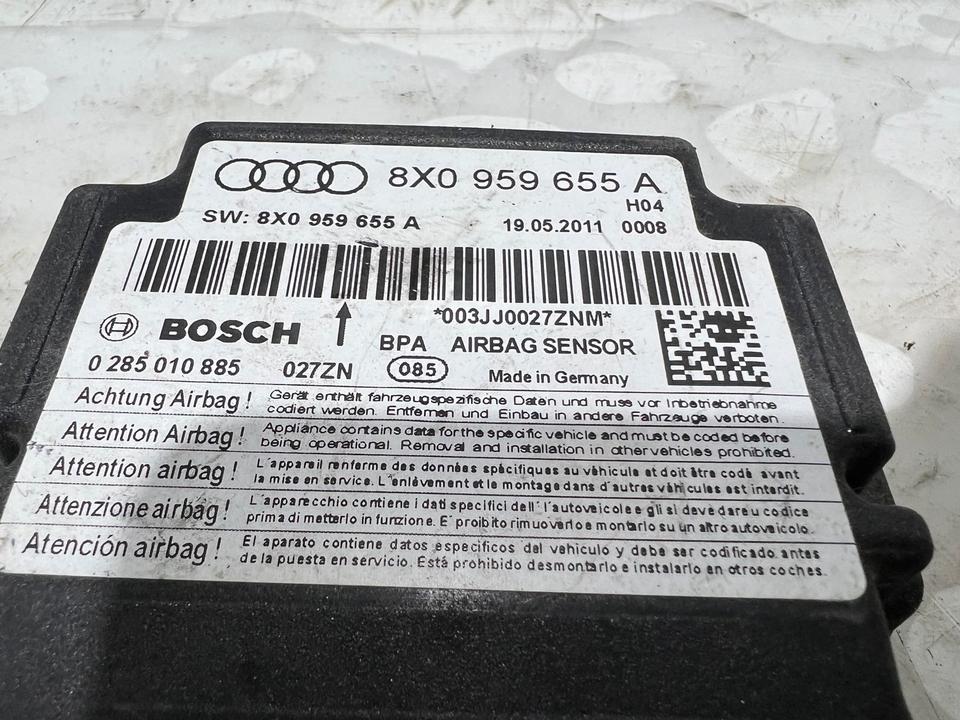 8X0 959 655 A
H04
SW: 8X0 959 655 A 19.05.2011 0008
*003JJ0027ZNM*
BOSCH BPA AIRBAG SENSOR
0 285 010 885 027ZN 085 Made in Germany
Achtung Airbag! Gerät enthält fahrzeugspezifische Daten und muss vor Inbetriebnahme
codiert werden. Entfernen und Einbau in andere Fahrzeuge verboten.
Attention Airbag! Appliance contains data for the specific vehicle and must be coded before
being operational. Removal and installation in other vehicles prohibited.
Attention airbag! L'appareil renferme des données spécifiques au véhicule et doit être codé avant
la mise en service. L'enlèvement et le montage dans d'autres véhicules est interdit.
Attenzione airbag! L'apparecchio contiene i dati specifici dell'autoveicolo e gli si deve dare u codice
prima di metterlo in funzione. E' proibito rimuoverlo e montarlo su un altro autoveicolo.
Atención airbag! El aparato contiene datos especificos del vehiculo y debe ser codificado antes
de la puesta en servicio. Está prohibido desmontarlo e instalarlo en otros coches.